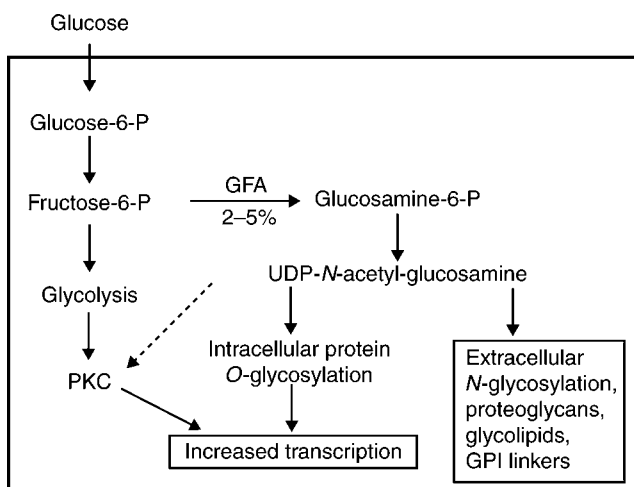 Glucose
Glucose-6-P
Fructose-6-P
GFA
2–5%
Glucosamine-6-P
Glycolysis
UDP-N-acetyl-glucosamine
PKC
Intracellular protein
O-glycosylation
Increased transcription
Extracellular
N-glycosylation,
proteoglycans,
glycolipids,
GPI linkers